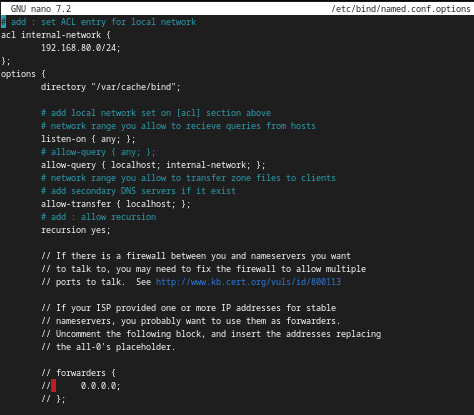 GNU nano 7.2 /etc/bind/named.conf.options
# add : set ACL entry for local network
acl internal-network {
192.168.80.0/24;
};
options {
directory "/var/cache/bind";
# add local network set on [acl] section above
# network range you allow to recieve queries from hosts
listen-on { any; };
# allow-query { any; };
allow-query { localhost; internal-network; };
# network range you allow to transfer zone files to clients
# add secondary DNS servers if it exist
allow-transfer { localhost; };
# add : allow recursion
recursion yes;
// If there is a firewall between you and nameservers you want
// to talk to, you may need to fix the firewall to allow multiple
// ports to talk.  See http://www.kb.cert.org/vuls/id/800113
// If your ISP provided one or more IP addresses for stable
// nameservers, you probably want to use them as forwarders.
// Uncomment the following block, and insert the addresses replacing
// the all-0's placeholder.
// forwarders {
// 0.0.0.0;
// };